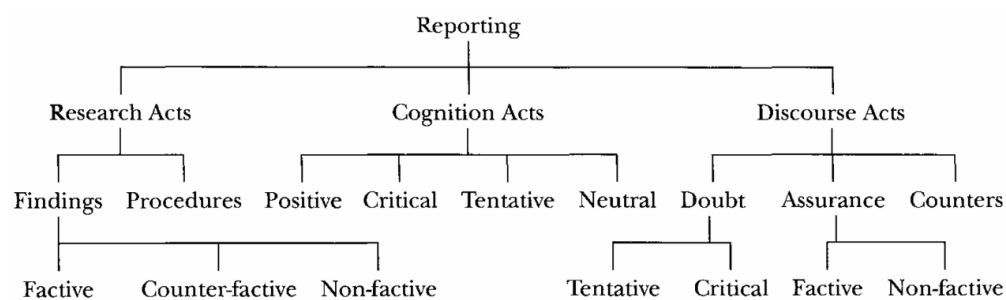 Reporting
Research Acts Cognition Acts Discourse Acts
Findings Procedures Positive Critical Tentative Neutral Doubt Assurance Counters
Factive Counter-factive Non-factive Tentative Critical Factive Non-factive